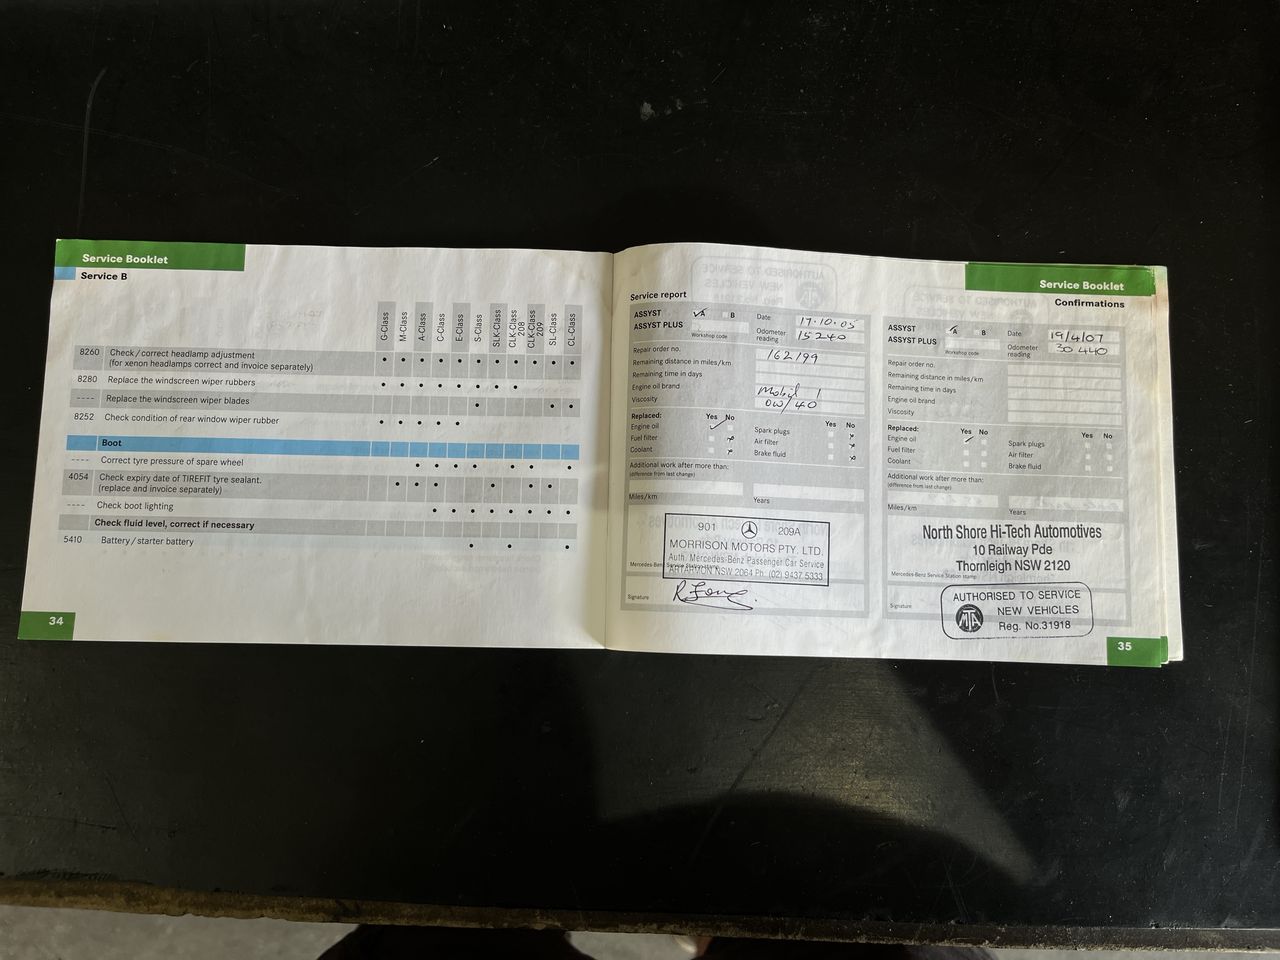 Service Booklet
Service B
G-Class
M-Class
A-Class
C-Class
E-Class
S-Class
SLK-Class
CLK-Class 208
CLK-Class 209
SL-Class
CL-Class
8260 Check/correct headlamp adjustment
(for xenon headlamps correct and invoice separately)
8280 Replace the windscreen wiper rubbers
---- Replace the windscreen wiper blades
8252 Check condition of rear window wiper rubber
Boot
---- Correct tyre pressure of spare wheel
4054 Check expiry date of TIREFIT tyre sealant.
(replace and invoice separately)
---- Check boot lighting
Check fluid level, correct if necessary
5410 Battery/starter battery
34
Service Booklet
Confirmations
Service report
ASSYST A B Date 17.10.05
ASSYST PLUS
Workshop code
Odometer reading 15240
Repair order no. 162199
Remaining distance in miles/km
Remaining time in days
Engine oil brand Mobil 1
Viscosity 0W/40
Replaced: Yes No Yes No
Engine oil Spark plugs
Fuel filter Air filter
Coolant Brake fluid
Additional work after more than:
(difference from last change)
Miles/km Years
901 209A
MORRISON MOTORS PTY. LTD.
Auth. Mercedes-Benz Passenger Car Service
ARTARMON NSW 2064 Ph: (02) 9437 5333
Mercedes-Benz Service Station stamp
Signature
ASSYST A B Date 19/4/07
ASSYST PLUS
Workshop code
Odometer reading 30440
Repair order no.
Remaining distance in miles/km
Remaining time in days
Engine oil brand
Viscosity
Replaced: Yes No Yes No
Engine oil Spark plugs
Fuel filter Air filter
Coolant Brake fluid
Additional work after more than:
(difference from last change)
Miles/km Years
North Shore Hi-Tech Automotives
10 Railway Pde
Thornleigh NSW 2120
Mercedes-Benz Service Station stamp
Signature
AUTHORISED TO SERVICE
MTA NEW VEHICLES
Reg. No.31918
35